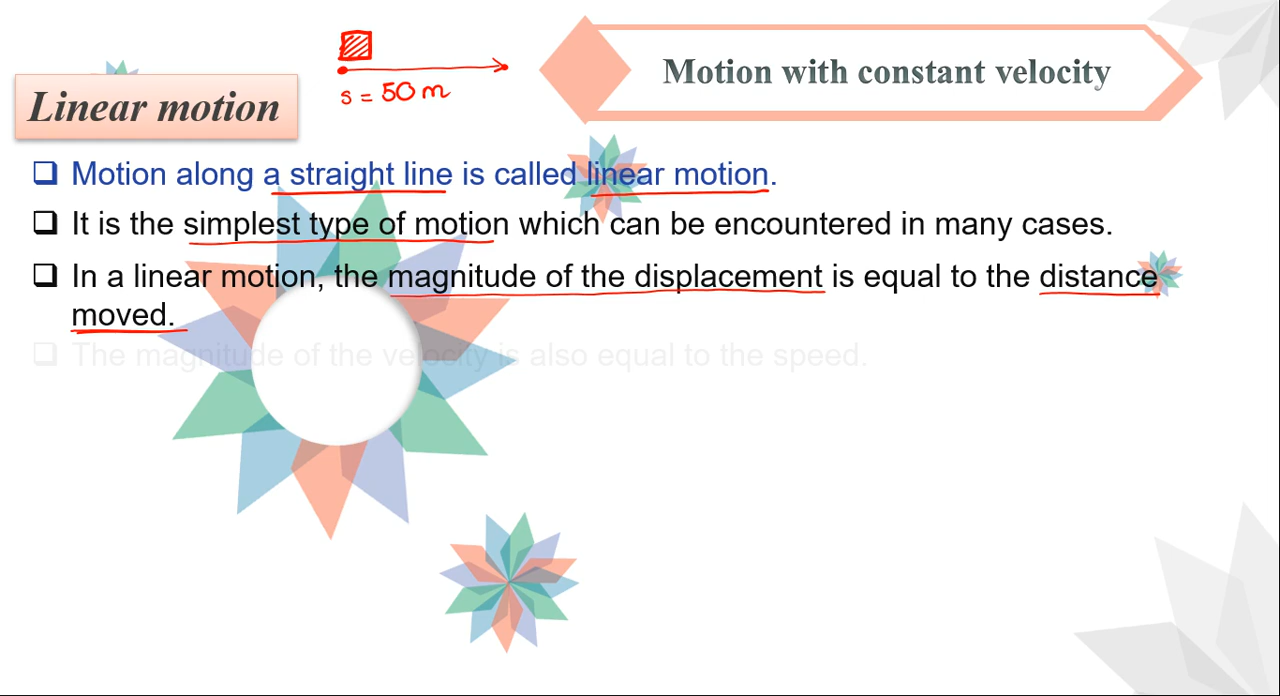 s = 50 m
Motion with constant velocity
Linear motion
❑ Motion along a straight line is called linear motion.
❑ It is the simplest type of motion which can be encountered in many cases.
❑ In a linear motion, the magnitude of the displacement is equal to the distance
moved.
❑ The magnitude of the velocity is also equal to the speed.